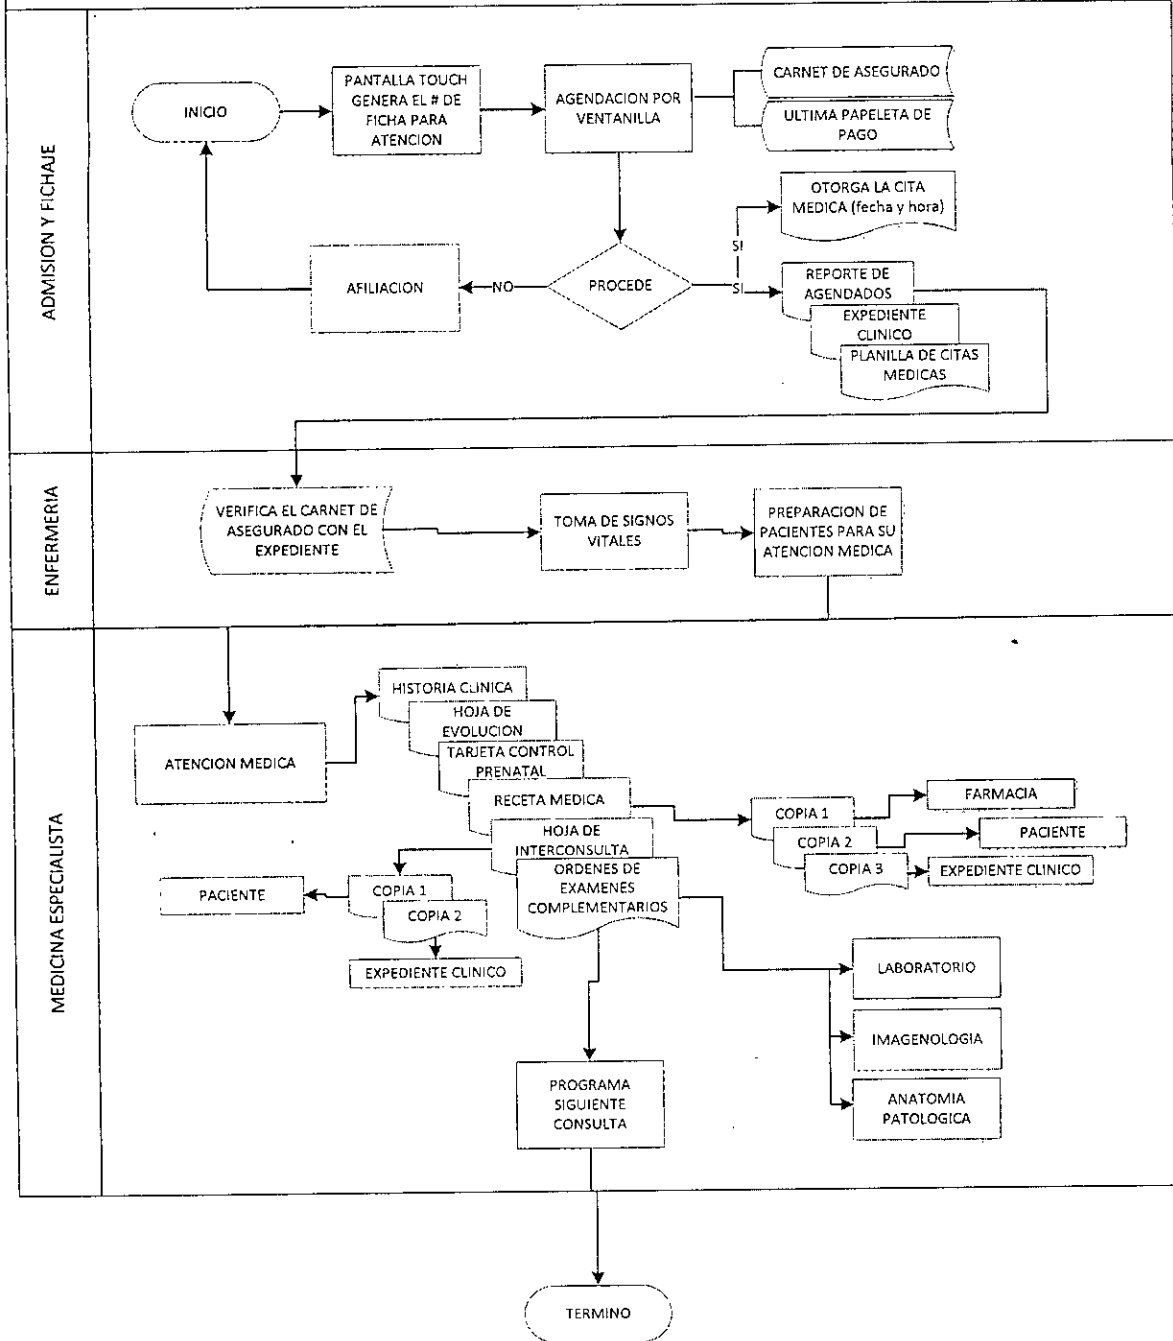 ADMISION Y FICHAJE
INICIO
PANTALLA TOUCH
GENERA EL # DE
FICHA PARA
ATENCION
AGENDACION POR
VENTANILLA
CARNET DE ASEGURADO
ULTIMA PAPELETA DE
PAGO
OTORGA LA CITA
MEDICA (fecha y hora)
SI
AFILIACION
NO
PROCEDE
SI
REPORTE DE
AGENDADOS
EXPEDIENTE
CLINICO
PLANILLA DE CITAS
MEDICAS
ENFERMERIA
VERIFICA EL CARNET DE
ASEGURADO CON EL
EXPEDIENTE
TOMA DE SIGNOS
VITALES
PREPARACION DE
PACIENTES PARA SU
ATENCION MEDICA
MEDICINA ESPECIALISTA
ATENCION MEDICA
HISTORIA CLINICA
HOJA DE
EVOLUCION
TARJETA CONTROL
PRENATAL
RECETA MEDICA
HOJA DE
INTERCONSULTA
ORDENES DE
EXAMENES
COMPLEMENTARIOS
COPIA 1
FARMACIA
COPIA 2
PACIENTE
COPIA 3
EXPEDIENTE CLINICO
PACIENTE
COPIA 1
COPIA 2
EXPEDIENTE CLINICO
LABORATORIO
IMAGENOLOGIA
ANATOMIA
PATOLOGICA
PROGRAMA
SIGUIENTE
CONSULTA
TERMINO